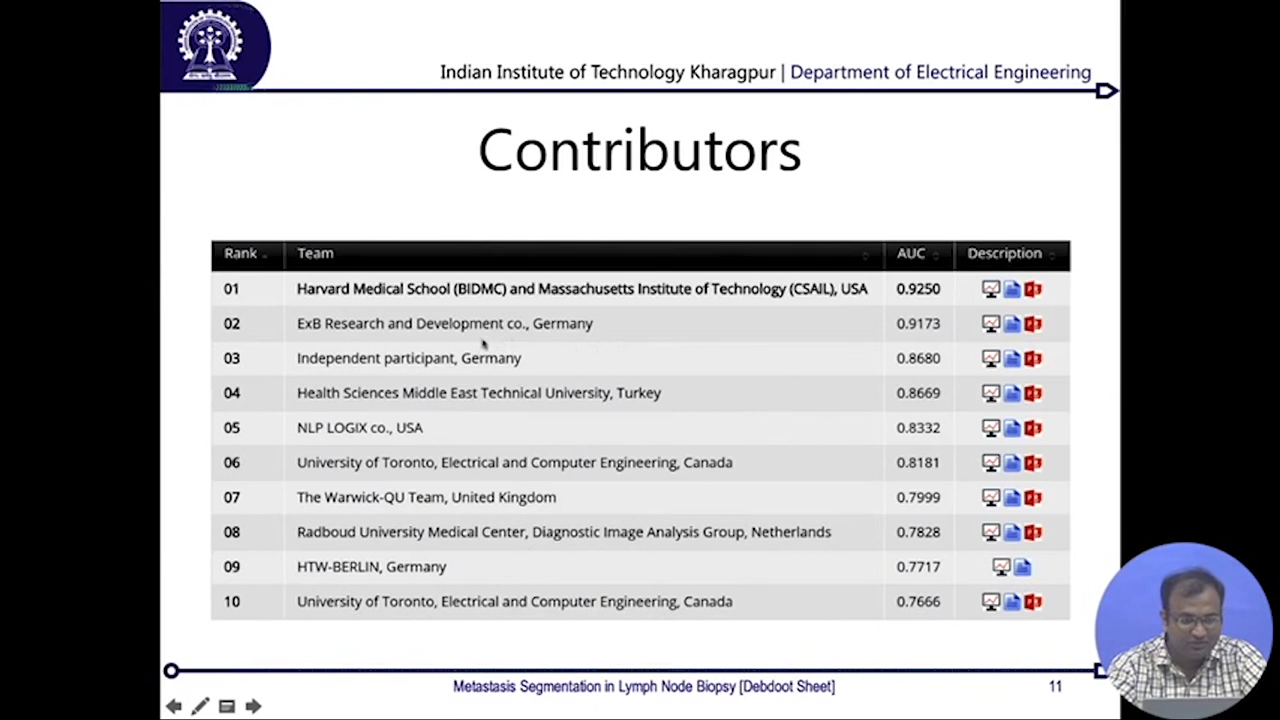 Indian Institute of Technology Kharagpur | Department of Electrical Engineering
Contributors
Rank Team AUC Description
01 Harvard Medical School (BIDMC) and Massachusetts Institute of Technology (CSAIL), USA 0.9250
02 ExB Research and Development co., Germany 0.9173
03 Independent participant, Germany 0.8680
04 Health Sciences Middle East Technical University, Turkey 0.8669
05 NLP LOGIX co., USA 0.8332
06 University of Toronto, Electrical and Computer Engineering, Canada 0.8181
07 The Warwick-QU Team, United Kingdom 0.7999
08 Radboud University Medical Center, Diagnostic Image Analysis Group, Netherlands 0.7828
09 HTW-BERLIN, Germany 0.7717
10 University of Toronto, Electrical and Computer Engineering, Canada 0.7666
Metastasis Segmentation in Lymph Node Biopsy [Debdoot Sheet] 11